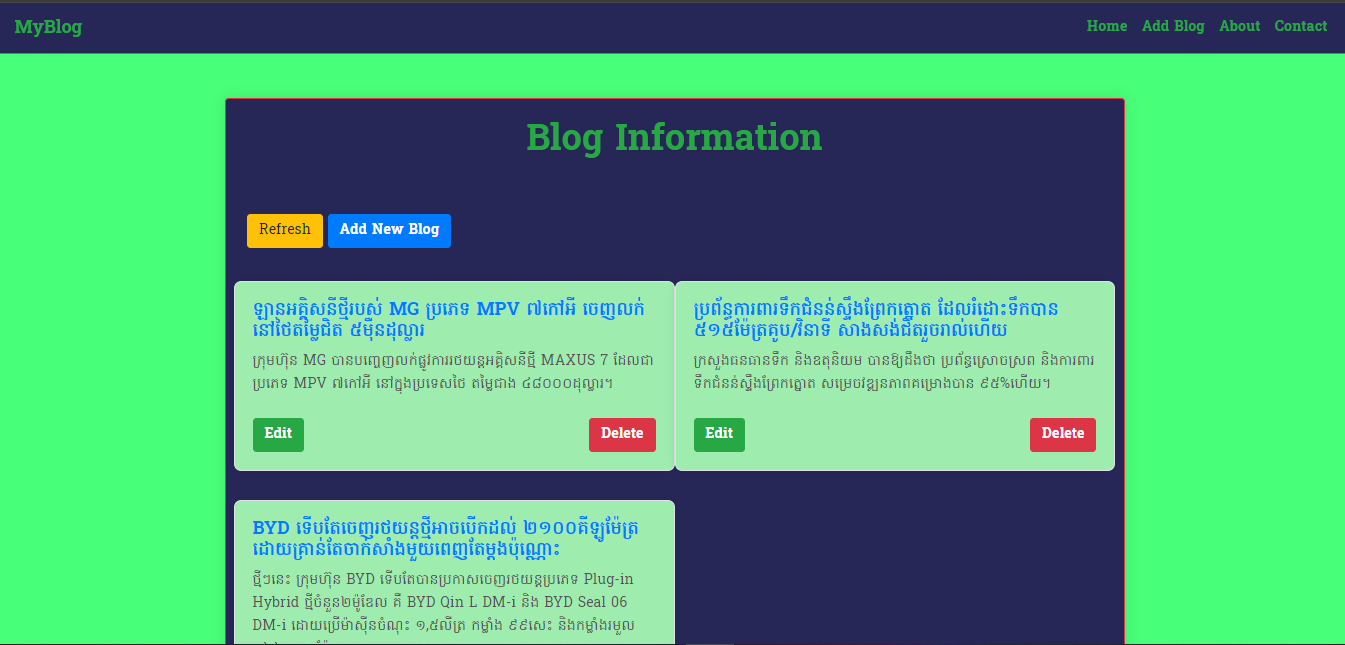 MyBlog
Home Add Blog About Contact
Blog Information
Refresh Add New Blog
ឡានអគ្គិសនីថ្មីរបស់ MG ប្រភេទ MPV ៧កៅអី ចេញលក់
នៅថៃតម្លៃជិត ៥ម៉ឺនដុល្លារ
ក្រុមហ៊ុន MG បានបញ្ចេញលក់ផ្លូវការរថយន្តអគ្គិសនីថ្មី MAXUS 7 ដែលជា
ប្រភេទ MPV ៧កៅអី នៅក្នុងប្រទេសថៃ តម្លៃជាង ៤៨០០០ដុល្លារ។
Edit Delete
ប្រព័ន្ធការពារទឹកជំនន់ស្ទឹងព្រែកត្នោត ដែលរំដោះទឹកបាន
៥១៥ម៉ែត្រគូប/វិនាទី សាងសង់ជិតរួចរាល់ហើយ
ក្រសួងធនធានទឹក និងឧតុនិយម បានឱ្យដឹងថា ប្រព័ន្ធស្រោចស្រព និងការពារ
ទឹកជំនន់ស្ទឹងព្រែកត្នោត សម្រេចវឌ្ឍនភាពគម្រោងបាន ៩៥%ហើយ។
Edit Delete
BYD ទើបតែចេញរថយន្តថ្មីអាចបើកដល់ ២១០០គីឡូម៉ែត្រ
ដោយគ្រាន់តែចាក់សាំងមួយពេញតែម្តងប៉ុណ្ណោះ
ថ្មីៗនេះ ក្រុមហ៊ុន BYD ទើបតែបានប្រកាសចេញរថយន្តប្រភេទ Plug-in
Hybrid ថ្មីចំនួន២ម៉ូឌែល គឺ BYD Qin L DM-i និង BYD Seal 06
DM-i ដោយប្រើម៉ាស៊ីនចំណុះ ១,៥លីត្រ កម្លាំង ៩៩សេះ និងកម្លាំងរមួល